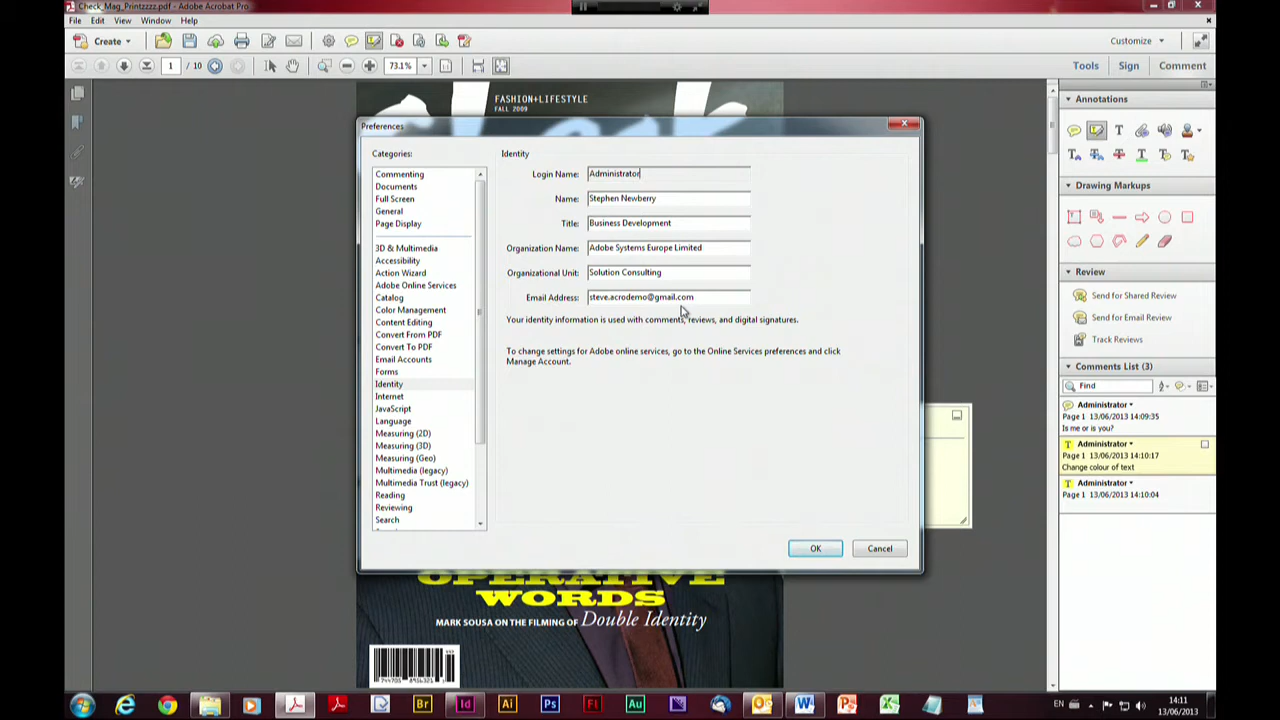 Check_Mag_Printzzzz.pdf - Adobe Acrobat Pro
File Edit View Window Help
Create
Customize
1 / 10
73.1%
Tools Sign Comment
FASHION+LIFESTYLE
FALL 2009
Preferences
Categories:
Commenting
Documents
Full Screen
General
Page Display
3D & Multimedia
Accessibility
Action Wizard
Adobe Online Services
Catalog
Color Management
Content Editing
Convert From PDF
Convert To PDF
Email Accounts
Forms
Identity
Internet
JavaScript
Language
Measuring (2D)
Measuring (3D)
Measuring (Geo)
Multimedia (legacy)
Multimedia Trust (legacy)
Reading
Reviewing
Search
Identity
Login Name: Administrator
Name: Stephen Newberry
Title: Business Development
Organization Name: Adobe Systems Europe Limited
Organizational Unit: Solution Consulting
Email Address: steve.acrodemo@gmail.com
Your identity information is used with comments, reviews, and digital signatures.
To change settings for Adobe online services, go to the Online Services preferences and click
Manage Account.
OK Cancel
Annotations
Drawing Markups
Review
Send for Shared Review
Send for Email Review
Track Reviews
Comments List (3)
Find
Administrator
Page 1 13/06/2013 14:09:35
Is me or is you?
Administrator
Page 1 13/06/2013 14:10:17
Change colour of text
Administrator
Page 1 13/06/2013 14:10:04
OPERATIVE
WORDS
MARK SOUSA ON THE FILMING OF Double Identity
Br Id Ai Ps Fl Au
EN
14:11
13/06/2013